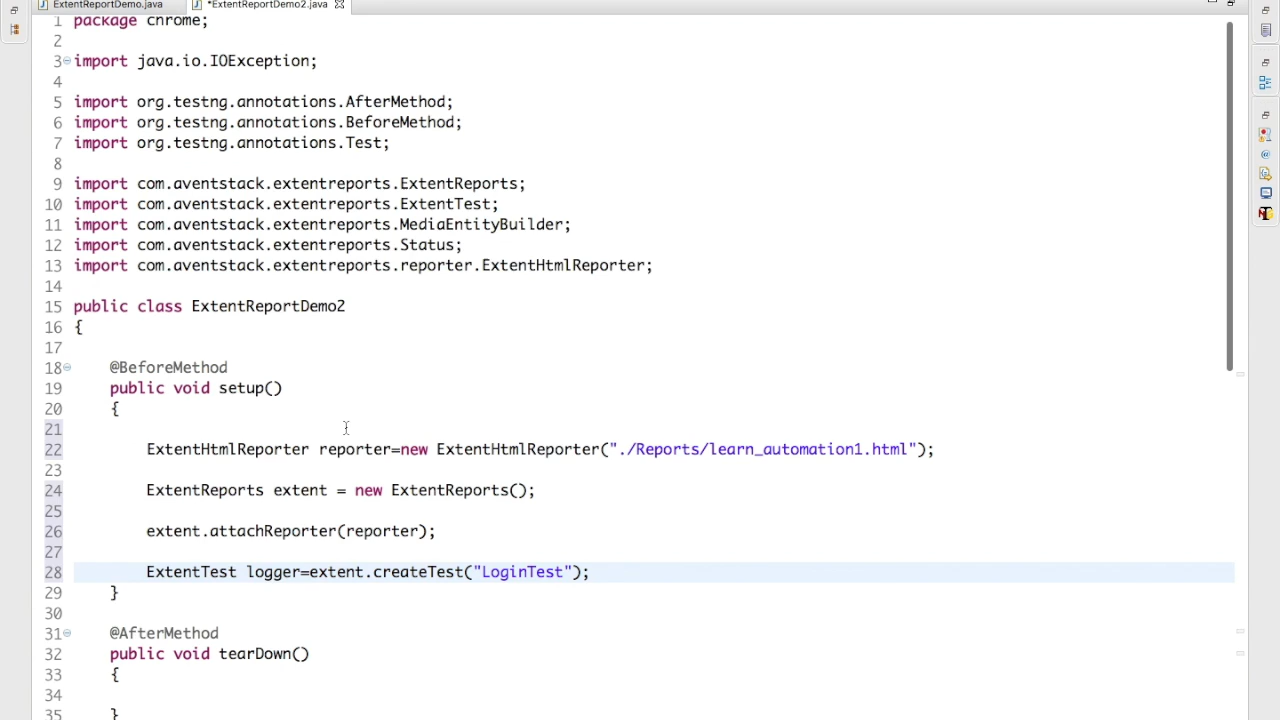 ExtentReportDemo.java *ExtentReportDemo2.java
1 package chrome;
2
3 import java.io.IOException;
4
5 import org.testng.annotations.AfterMethod;
6 import org.testng.annotations.BeforeMethod;
7 import org.testng.annotations.Test;
8
9 import com.aventstack.extentreports.ExtentReports;
10 import com.aventstack.extentreports.ExtentTest;
11 import com.aventstack.extentreports.MediaEntityBuilder;
12 import com.aventstack.extentreports.Status;
13 import com.aventstack.extentreports.reporter.ExtentHtmlReporter;
14
15 public class ExtentReportDemo2
16 {
17
18 @BeforeMethod
19 public void setup()
20 {
21
22 ExtentHtmlReporter reporter=new ExtentHtmlReporter("./Reports/learn_automation1.html");
23
24 ExtentReports extent = new ExtentReports();
25
26 extent.attachReporter(reporter);
27
28 ExtentTest logger=extent.createTest("LoginTest");
29 }
30
31 @AfterMethod
32 public void tearDown()
33 {
34
35 }